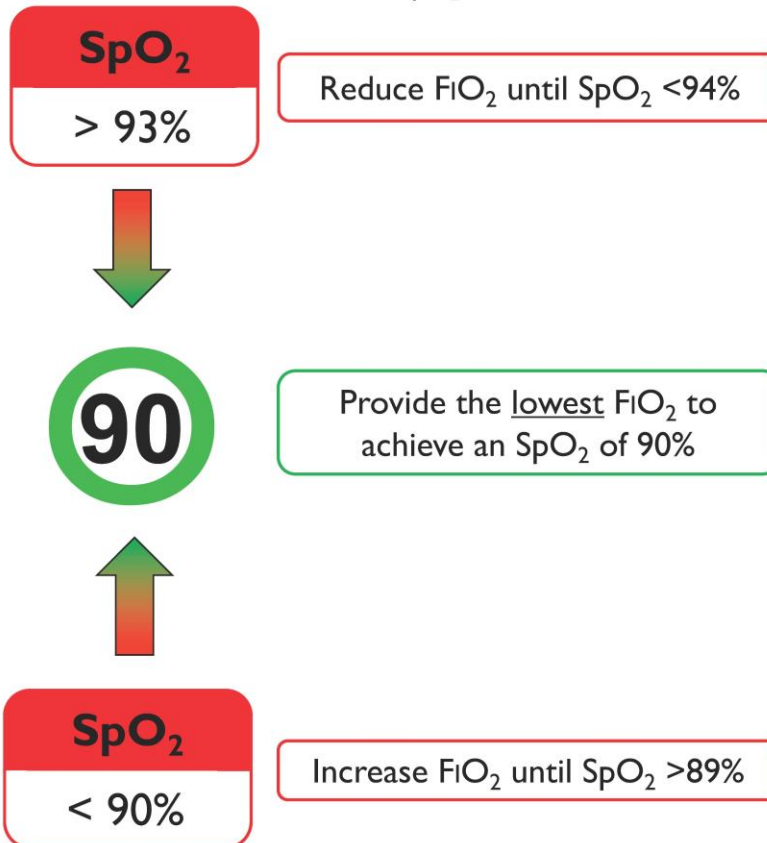 SpO₂
> 93%
Reduce FIO₂ until SpO₂ <94%
90
Provide the lowest FIO₂ to
achieve an SpO₂ of 90%
SpO₂
< 90%
Increase FIO₂ until SpO₂ >89%